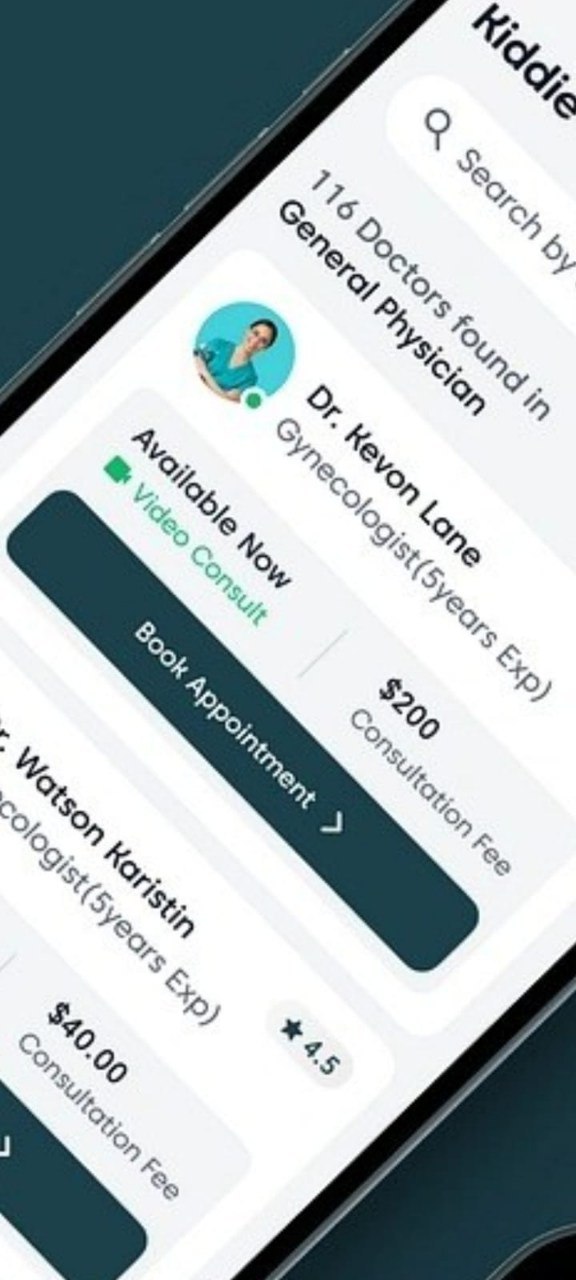 Kiddie
Search by
116 Doctors found in
General Physician
Dr. Kevon Lane
Gynecologist(5years Exp)
Available Now
Video Consult
$200
Consultation Fee
Book Appointment
Watson Karistin
(5years Exp)
4.5
$40.00
Consultation Fee